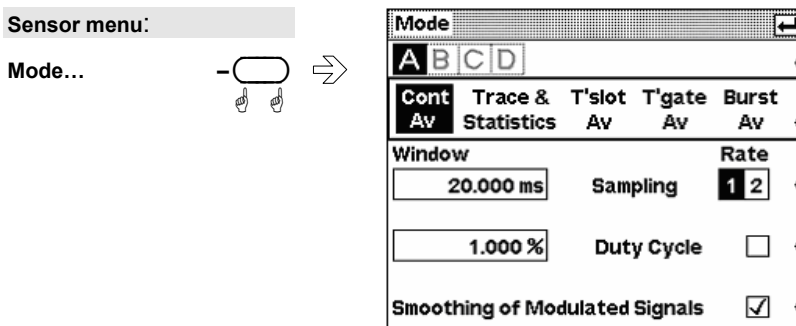 Sensor menu:
Mode…
Mode
A B C D
Cont Av
Trace & Statistics
T'slot Av
T'gate Av
Burst Av
Window
Rate
20.000 ms Sampling 1 2
1.000 % Duty Cycle
Smoothing of Modulated Signals